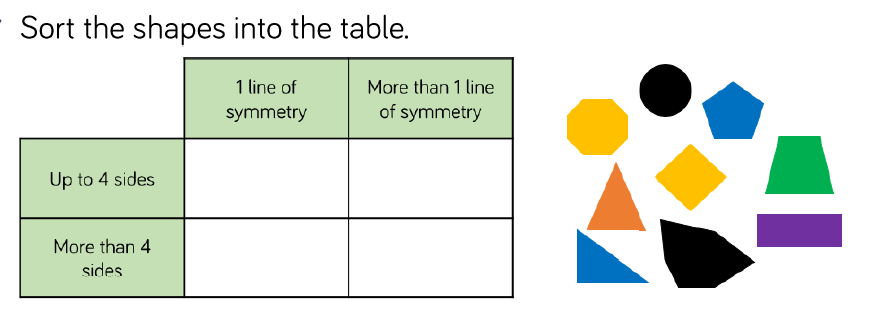 Sort the shapes into the table.
1 line of
symmetry
More than 1 line
of symmetry
Up to 4 sides
More than 4
sides